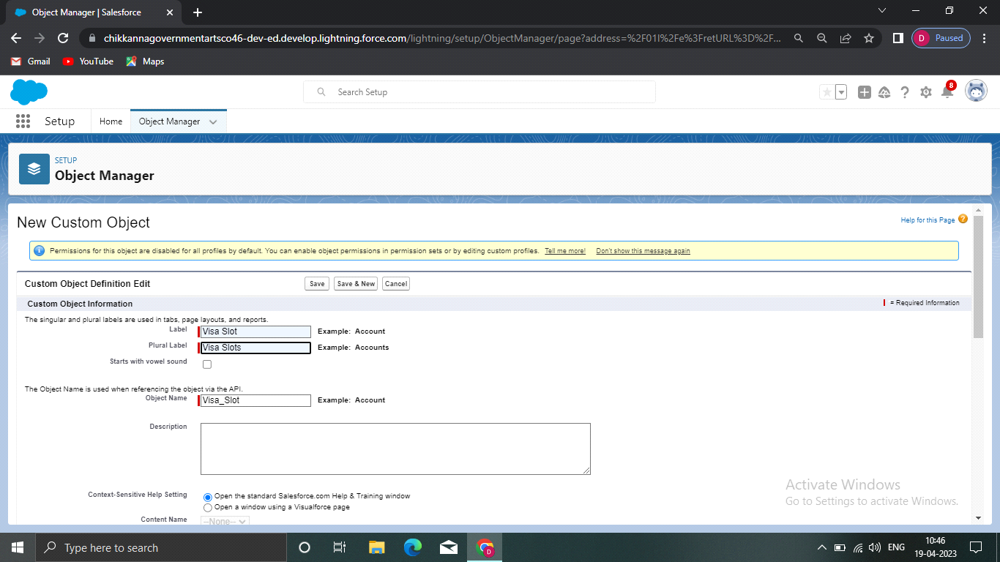 Object Manager | Salesforce
chikkannagovernmentartsco46-dev-ed.develop.lightning.force.com/lightning/setup/ObjectManager/page?address=%2F01I%2Fe%3FretURL%3D%2F...
D Paused
Gmail YouTube Maps
Search Setup
8
Setup Home Object Manager
SETUP
Object Manager
New Custom Object
Help for this Page ?
i Permissions for this object are disabled for all profiles by default. You can enable object permissions in permission sets or by editing custom profiles. Tell me more! Don't show this message again
Custom Object Definition Edit Save Save & New Cancel
Custom Object Information = Required Information
The singular and plural labels are used in tabs, page layouts, and reports.
Label Visa Slot Example: Account
Plural Label Visa Slots Example: Accounts
Starts with vowel sound
The Object Name is used when referencing the object via the API.
Object Name Visa_Slot Example: Account
Description
Context-Sensitive Help Setting Open the standard Salesforce.com Help & Training window
Open a window using a Visualforce page
Content Name --None--
Activate Windows
Go to Settings to activate Windows.
Type here to search
D
ENG
10:46
19-04-2023